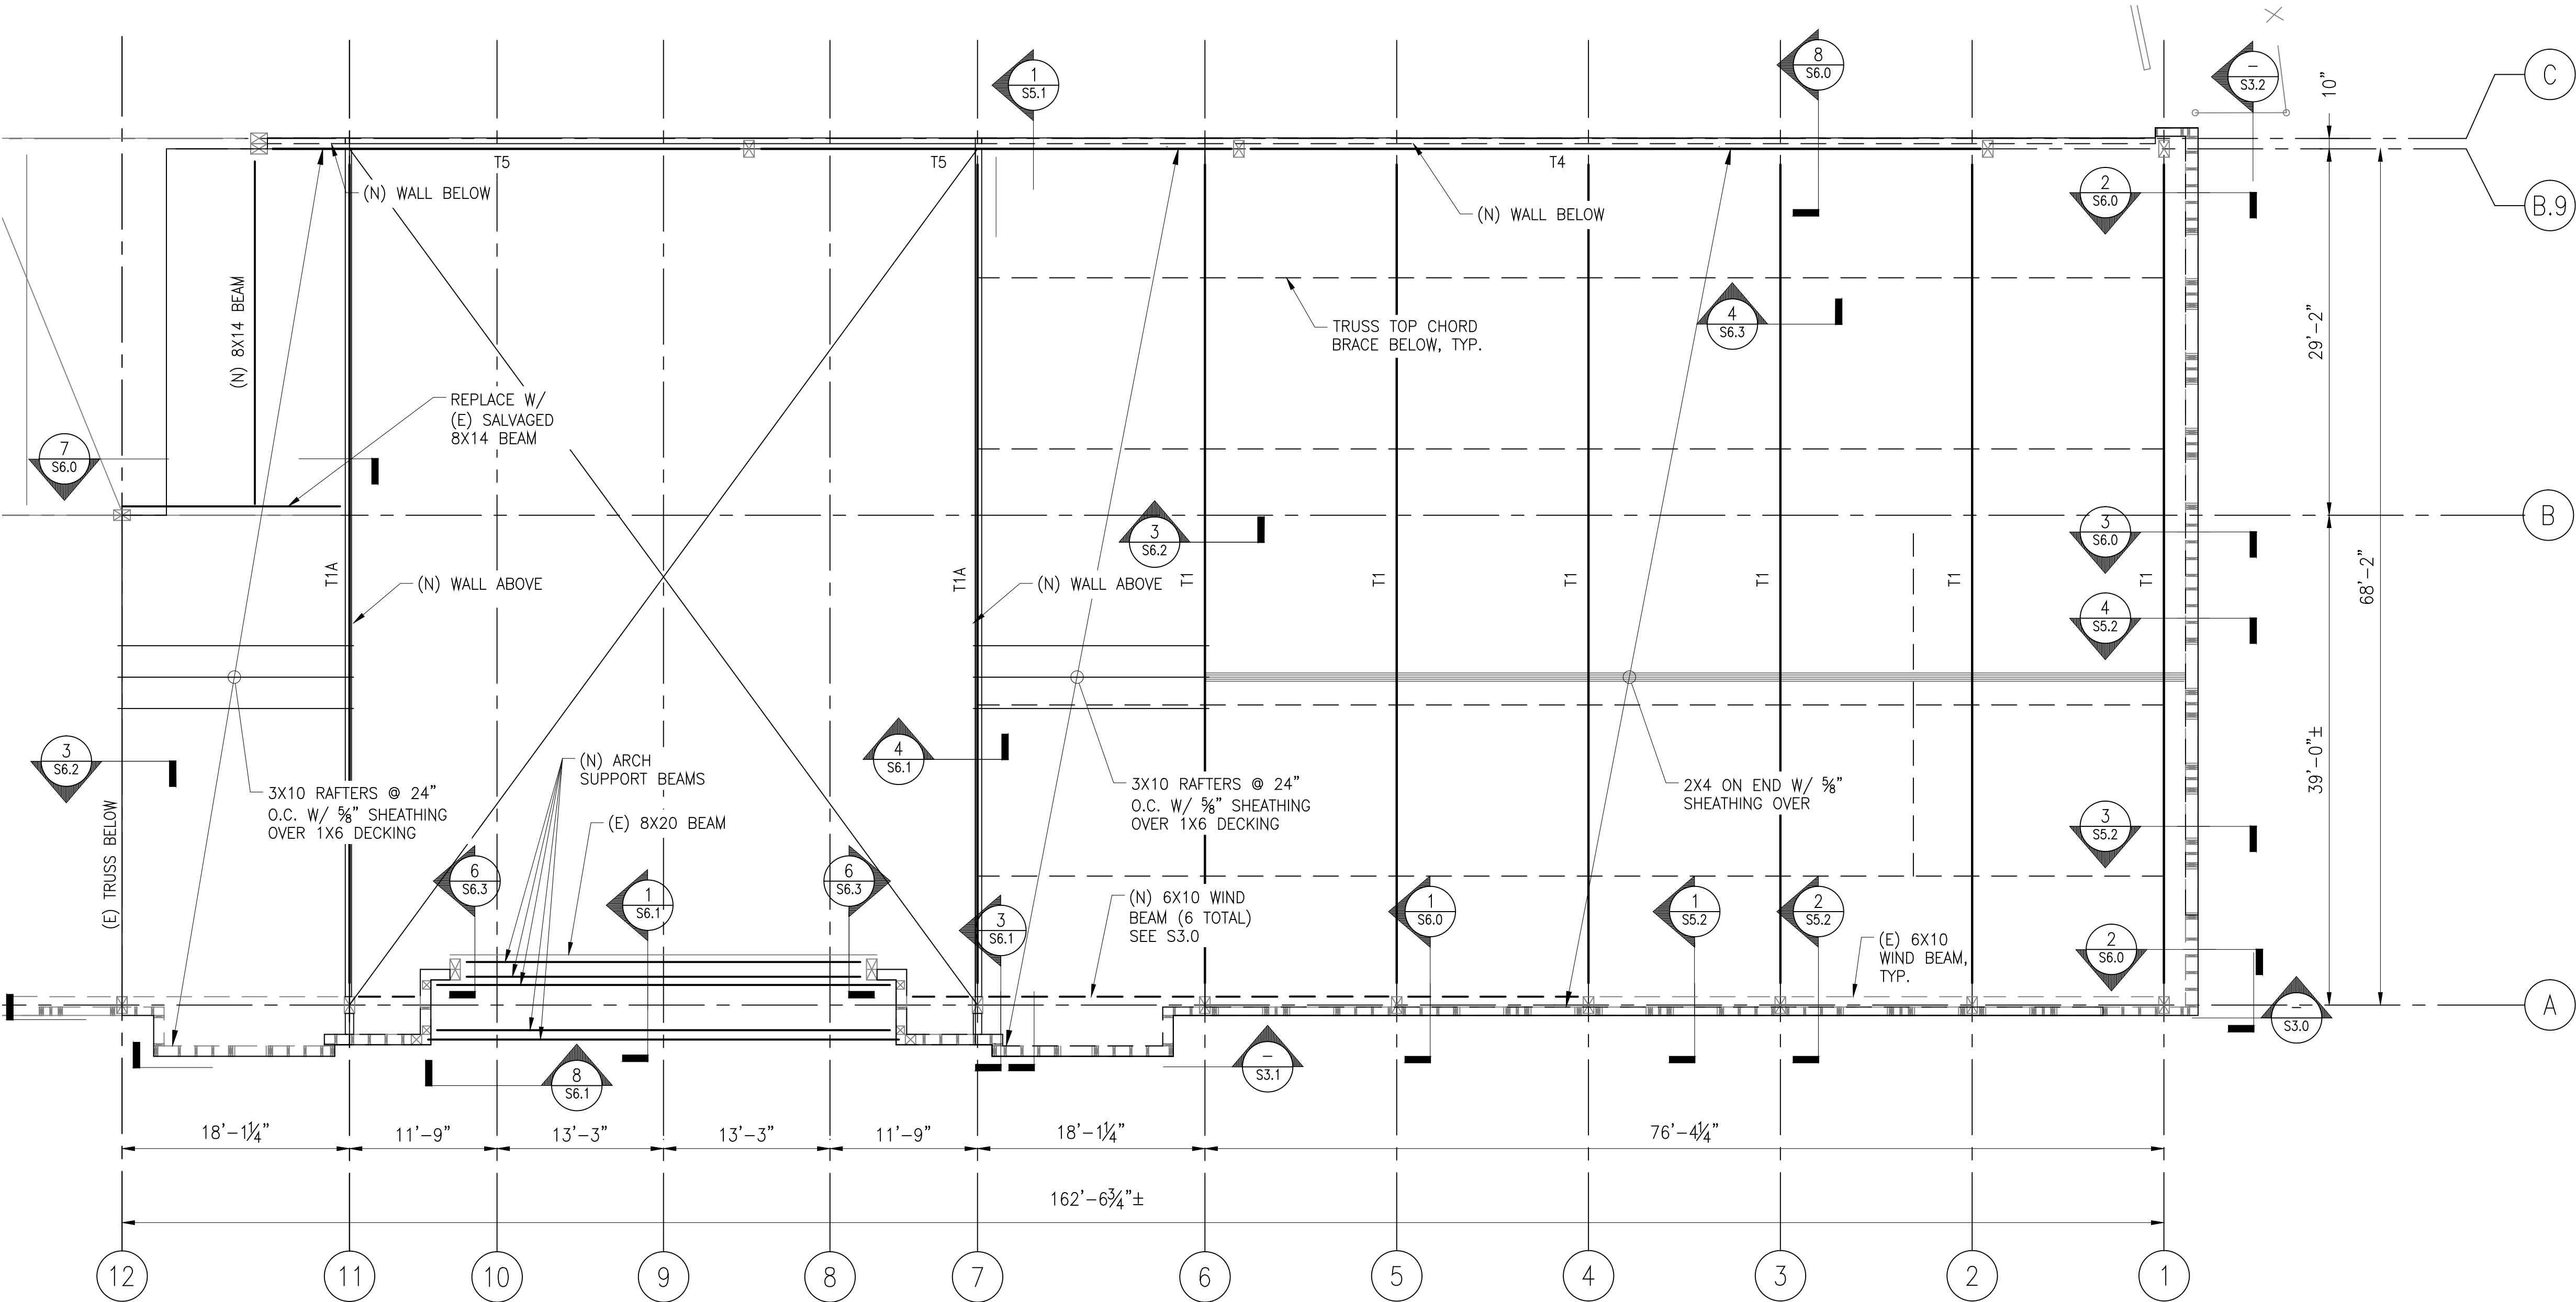 1
S5.1
8
S6.0
–
S3.2
10"
C
T5
T5
T4
(N) WALL BELOW
(N) WALL BELOW
2
S6.0
B.9
(N) 8X14 BEAM
TRUSS TOP CHORD
BRACE BELOW, TYP.
4
S6.3
29'–2"
REPLACE W/
(E) SALVAGED
8X14 BEAM
7
S6.0
3
S6.2
3
S6.0
B
T1A
(N) WALL ABOVE
T1A
(N) WALL ABOVE
T1
T1
T1
T1
T1
T1
4
S5.2
68'–2"
3
S6.2
(N) ARCH
SUPPORT BEAMS
4
S6.1
3X10 RAFTERS @ 24"
O.C. W/ ⅝" SHEATHING
OVER 1X6 DECKING
3X10 RAFTERS @ 24"
O.C. W/ ⅝" SHEATHING
OVER 1X6 DECKING
2X4 ON END W/ ⅝"
SHEATHING OVER
39'–0"±
(E) TRUSS BELOW
(E) 8X20 BEAM
3
S5.2
6
S6.3
1
S6.1
6
S6.3
3
S6.1
(N) 6X10 WIND
BEAM (6 TOTAL)
SEE S3.0
1
S6.0
1
S5.2
2
S5.2
(E) 6X10
WIND BEAM,
TYP.
2
S6.0
A
–
S3.0
8
S6.1
–
S3.1
18'–1¼"
11'–9"
13'–3"
13'–3"
11'–9"
18'–1¼"
76'–4¼"
162'–6¾"±
12
11
10
9
8
7
6
5
4
3
2
1